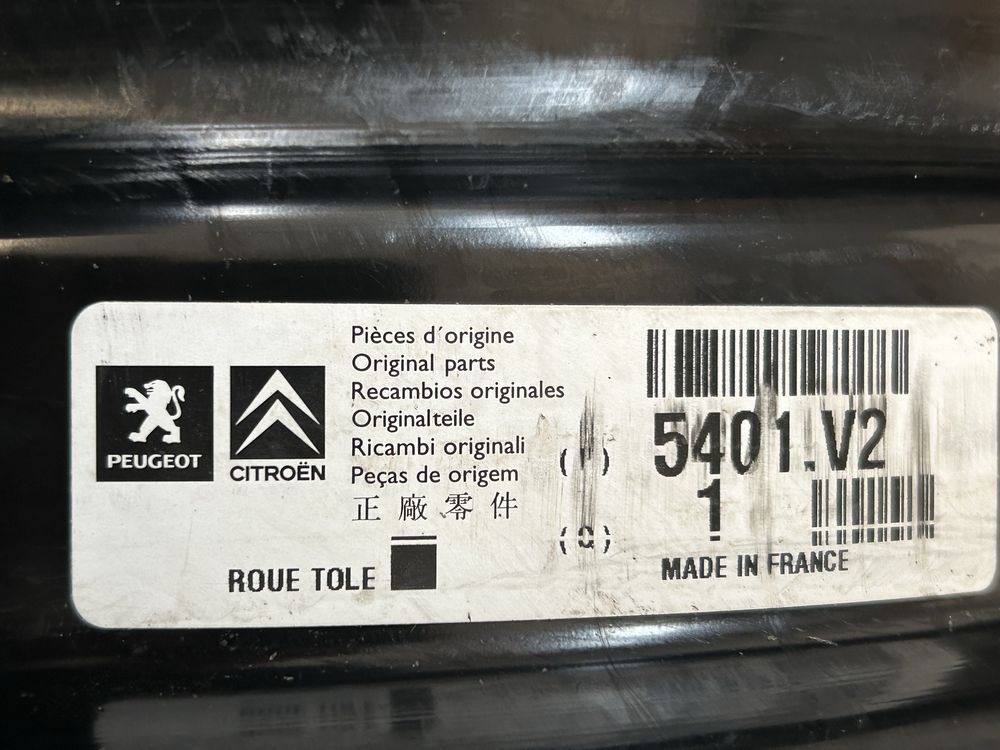 PEUGEOT
CITROËN
Pièces d'origine
Original parts
Recambios originales
Originalteile
Ricambi originali
Peças de origem
正廠零件
ROUE TOLE
(P) 5401.V2
(Q) 1
MADE IN FRANCE